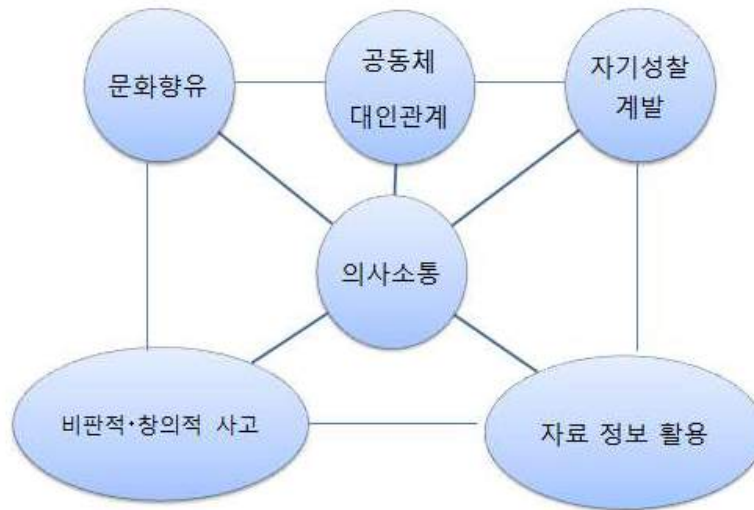 문화향유
공동체
대인관계
자기성찰
계발
의사소통
비판적·창의적 사고
자료 정보 활용